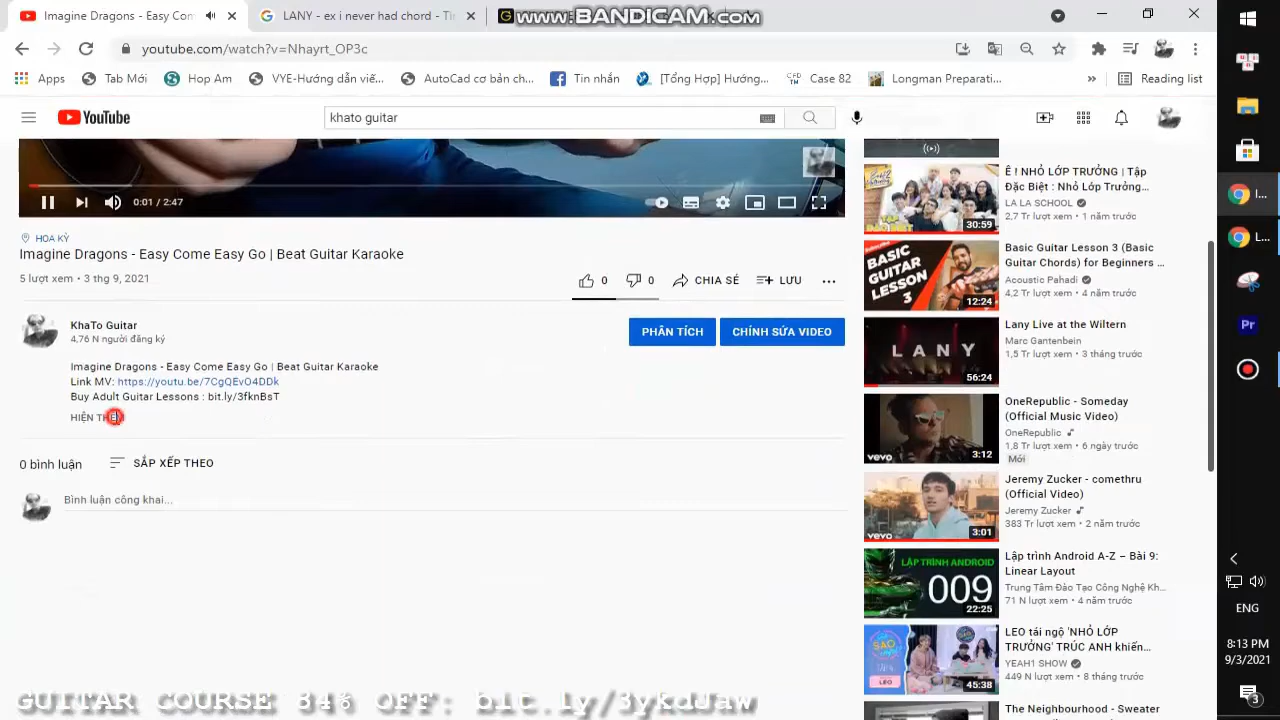 Imagine Dragons - Easy Com
LANY - ex i never had chord - Tì
www.BANDICAM.com
youtube.com/watch?v=Nhayrt_OP3c
Apps
Tab Mới
Hop Am
VYE-Hướng dẫn viế...
AutoCad cơ bản ch...
Tin nhắn
[Tổng Hợp] Hướng...
Case 82
Longman Preparati...
»
Reading list
YouTube
khato guitar
0:01 / 2:47
HOA KỲ
Imagine Dragons - Easy Come Easy Go | Beat Guitar Karaoke
5 lượt xem • 3 thg 9, 2021
0
0
CHIA SẺ
LƯU
KhaTo Guitar
4,76 N người đăng ký
PHÂN TÍCH
CHỈNH SỬA VIDEO
Imagine Dragons - Easy Come Easy Go | Beat Guitar Karaoke
Link MV: https://youtu.be/7CgQEvO4DDk
Buy Adult Guitar Lessons : bit.ly/3fknBsT
HIỆN THÊM
0 bình luận
SẮP XẾP THEO
Bình luận công khai...
Ê ! NHỎ LỚP TRƯỞNG | Tập
Đặc Biệt : Nhỏ Lớp Trưởng...
LA LA SCHOOL
2,7 Tr lượt xem • 1 năm trước
30:59
BASIC
GUITAR
LESSON
3
12:24
Basic Guitar Lesson 3 (Basic
Guitar Chords) for Beginners ...
Acoustic Pahadi
4,2 Tr lượt xem • 4 năm trước
LANY
56:24
Lany Live at the Wiltern
Marc Gantenbein
1,5 Tr lượt xem • 3 tháng trước
vevo
3:12
OneRepublic - Someday
(Official Music Video)
OneRepublic
1,8 Tr lượt xem • 6 ngày trước
Mới
vevo
3:01
Jeremy Zucker - comethru
(Official Video)
Jeremy Zucker
383 Tr lượt xem • 2 năm trước
LẬP TRÌNH ANDROID
009
22:25
Lập trình Android A-Z – Bài 9:
Linear Layout
Trung Tâm Đào Tạo Công Nghệ Kh...
71 N lượt xem • 4 năm trước
LEO
45:38
LEO tái ngộ 'NHỎ LỚP
TRƯỞNG' TRÚC ANH khiến...
YEAH1 SHOW
449 N lượt xem • 8 tháng trước
The Neighbourhood - Sweater
I...
L...
Pr
ENG
8:13 PM
9/3/2021
3